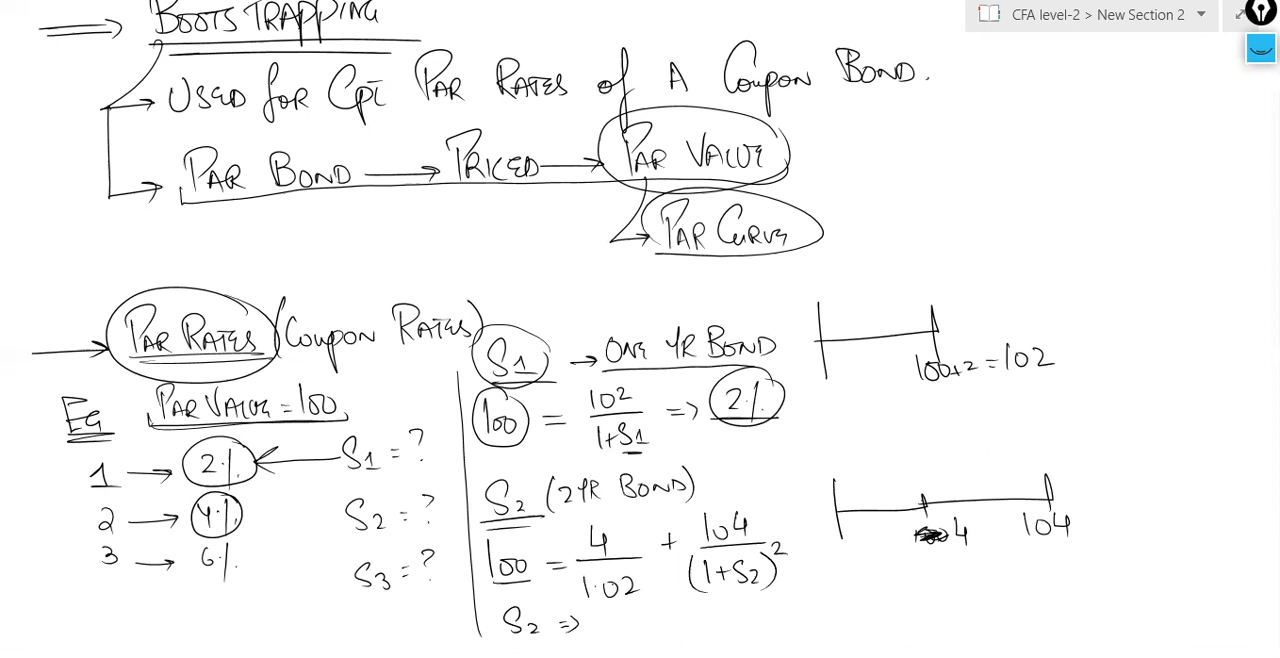 CFA level-2 > New Section 2
BOOTSTRAPPING
USED FOR CPT PAR RATES of A Coupon BOND.
PAR BOND → PRICED → PAR VALUE
PAR CURVE
PAR RATES (COUPON RATES)
EG PAR VALUE = 100
1 → 2% S1 = ?
2 → 4% S2 = ?
3 → 6% S3 = ?
S1 → ONE YR BOND
100 = 102 / 1+S1 => 2%
100+2 = 102
S2 (2 YR BOND)
100 = 4 / 1.02 + 104 / (1+S2)²
S2 =>
4 104